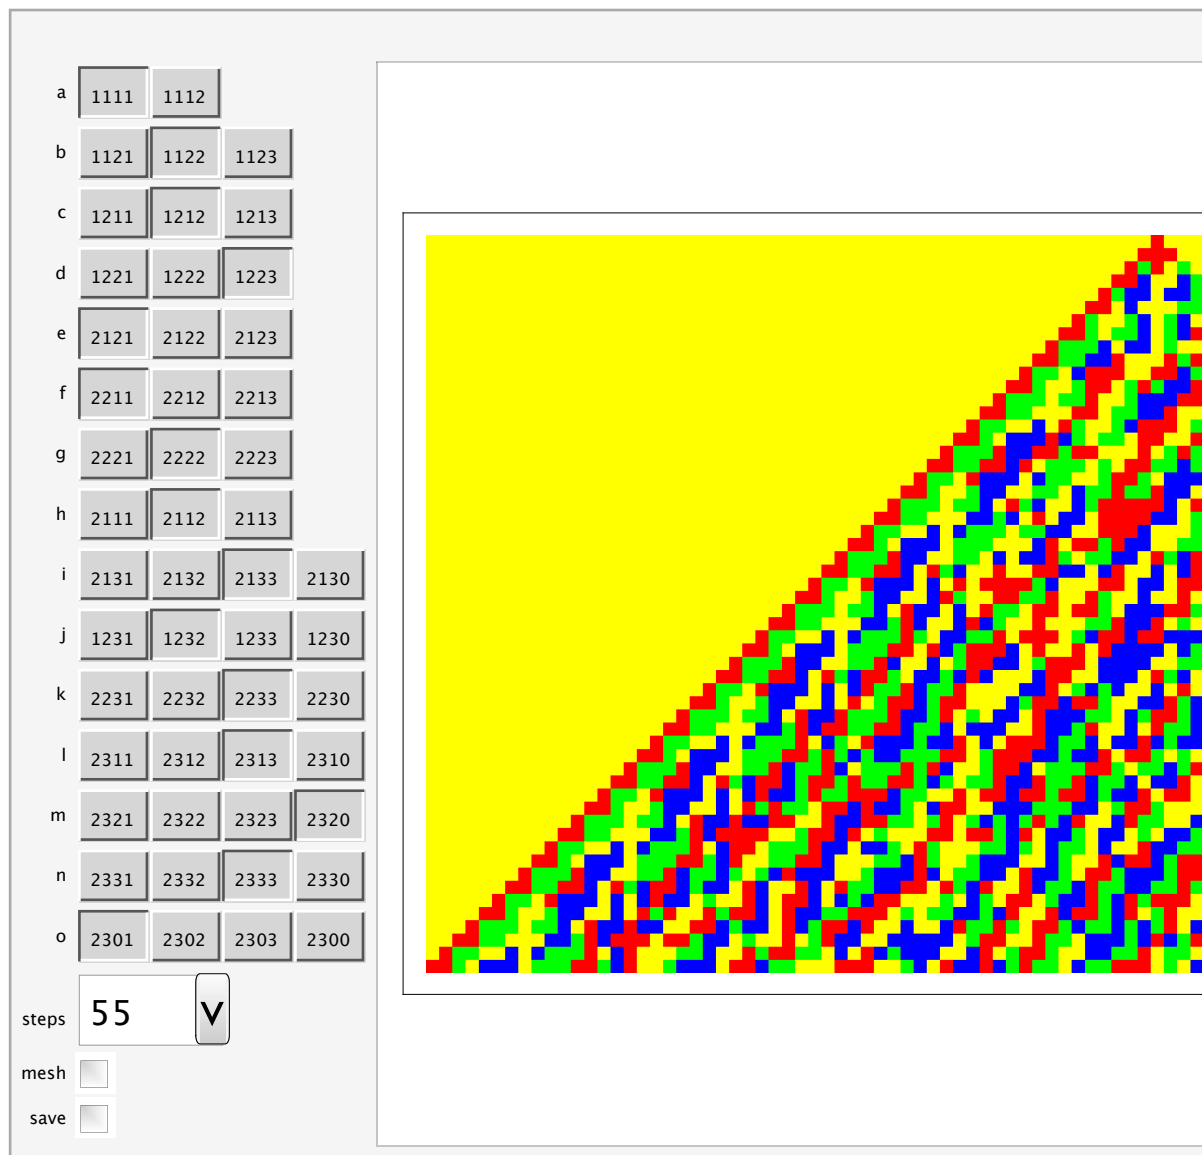 a 1111 1112
b 1121 1122 1123
c 1211 1212 1213
d 1221 1222 1223
e 2121 2122 2123
f 2211 2212 2213
g 2221 2222 2223
h 2111 2112 2113
i 2131 2132 2133 2130
j 1231 1232 1233 1230
k 2231 2232 2233 2230
l 2311 2312 2313 2310
m 2321 2322 2323 2320
n 2331 2332 2333 2330
o 2301 2302 2303 2300
steps 55 V
mesh
save